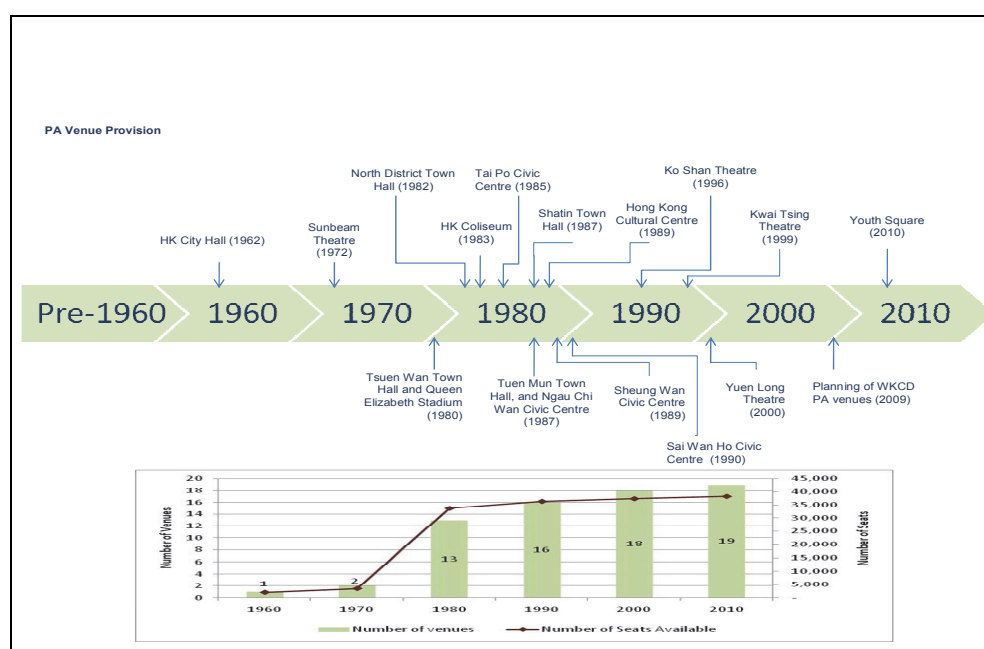 PA Venue Provision
North District Town
Hall (1982)
Tai Po Civic
Centre (1985)
Ko Shan Theatre
(1996)
HK City Hall (1962)
Sunbeam
Theatre
(1972)
HK Coliseum
(1983)
Shatin Town
Hall (1987)
Hong Kong
Cultural Centre
(1989)
Kwai Tsing
Theatre
(1999)
Youth Square
(2010)
Pre-1960
1960
1970
1980
1990
2000
2010
Tsuen Wan Town
Hall and Queen
Elizabeth Stadium
(1980)
Tuen Mun Town
Hall, and Ngau Chi
Wan Civic Centre
(1987)
Sheung Wan
Civic Centre
(1989)
Sai Wan Ho Civic
Centre (1990)
Yuen Long
Theatre
(2000)
Planning of WKCD
PA venues (2009)
Number of Venues
20
18
16
14
12
10
8
6
4
2
0
1
2
13
16
18
19
45,000
40,000
35,000
30,000
25,000
20,000
15,000
10,000
5,000
-
Number of Seats
1960
1970
1980
1990
2000
2010
Number of venues
Number of Seats Available